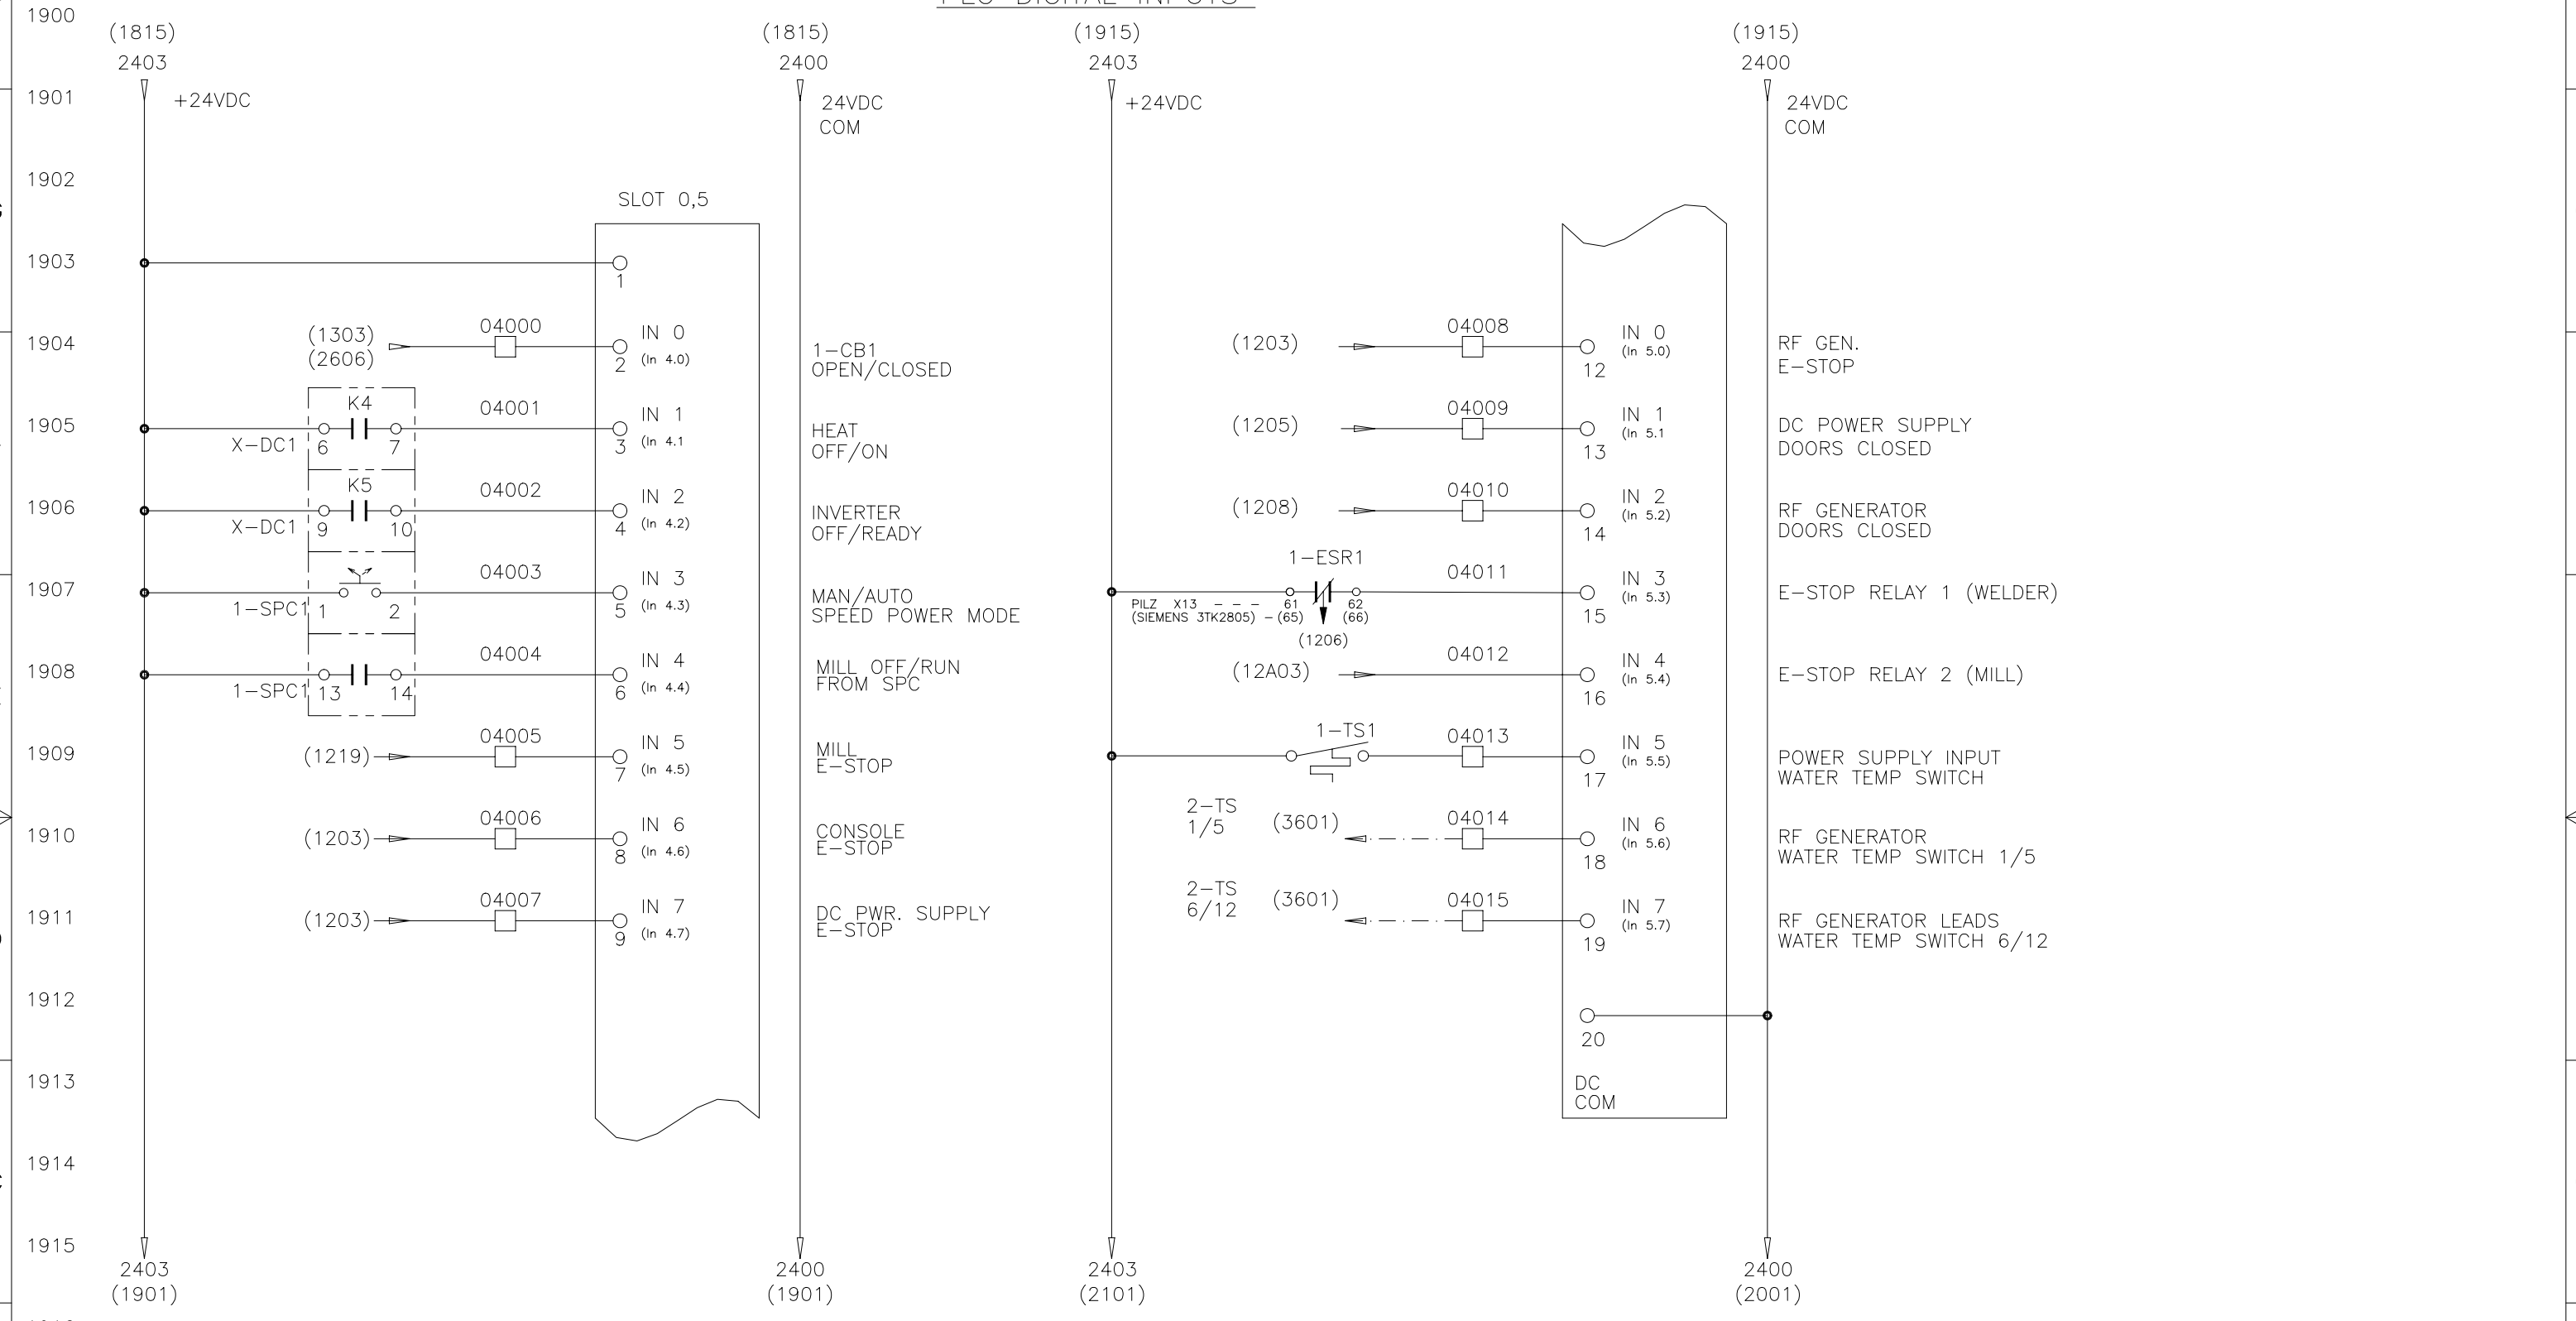 PLC DIGITAL INPUTS
1900
(1815)
2403
+24VDC
(1815)
2400
24VDC
COM
(1915)
2403
+24VDC
(1915)
2400
24VDC
COM
1901
1902
SLOT 0,5
1903
1
1904
(1303)
(2606)
04000
2
IN 0
(In 4.0)
1-CB1
OPEN/CLOSED
1905
K4
X-DC1
6
7
04001
3
IN 1
(In 4.1
HEAT
OFF/ON
1906
K5
X-DC1
9
10
04002
4
IN 2
(In 4.2)
INVERTER
OFF/READY
1907
1-SPC1
1
2
04003
5
IN 3
(In 4.3)
MAN/AUTO
SPEED POWER MODE
1908
1-SPC1
13
14
04004
6
IN 4
(In 4.4)
MILL OFF/RUN
FROM SPC
1909
(1219)
04005
7
IN 5
(In 4.5)
MILL
E-STOP
1910
(1203)
04006
8
IN 6
(In 4.6)
CONSOLE
E-STOP
1911
(1203)
04007
9
IN 7
(In 4.7)
DC PWR. SUPPLY
E-STOP
1912
1913
1914
1915
2403
(1901)
2400
(1901)
(1203)
04008
12
IN 0
(In 5.0)
RF GEN.
E-STOP
(1205)
04009
13
IN 1
(In 5.1
DC POWER SUPPLY
DOORS CLOSED
(1208)
04010
14
IN 2
(In 5.2)
RF GENERATOR
DOORS CLOSED
1-ESR1
PILZ X13 - - - 61 62
(SIEMENS 3TK2805) - (65) (66)
(1206)
04011
15
IN 3
(In 5.3)
E-STOP RELAY 1 (WELDER)
(12A03)
04012
16
IN 4
(In 5.4)
E-STOP RELAY 2 (MILL)
1-TS1
04013
17
IN 5
(In 5.5)
POWER SUPPLY INPUT
WATER TEMP SWITCH
2-TS
1/5
(3601)
04014
18
IN 6
(In 5.6)
RF GENERATOR
WATER TEMP SWITCH 1/5
2-TS
6/12
(3601)
04015
19
IN 7
(In 5.7)
RF GENERATOR LEADS
WATER TEMP SWITCH 6/12
20
DC
COM
2403
(2101)
2400
(2001)